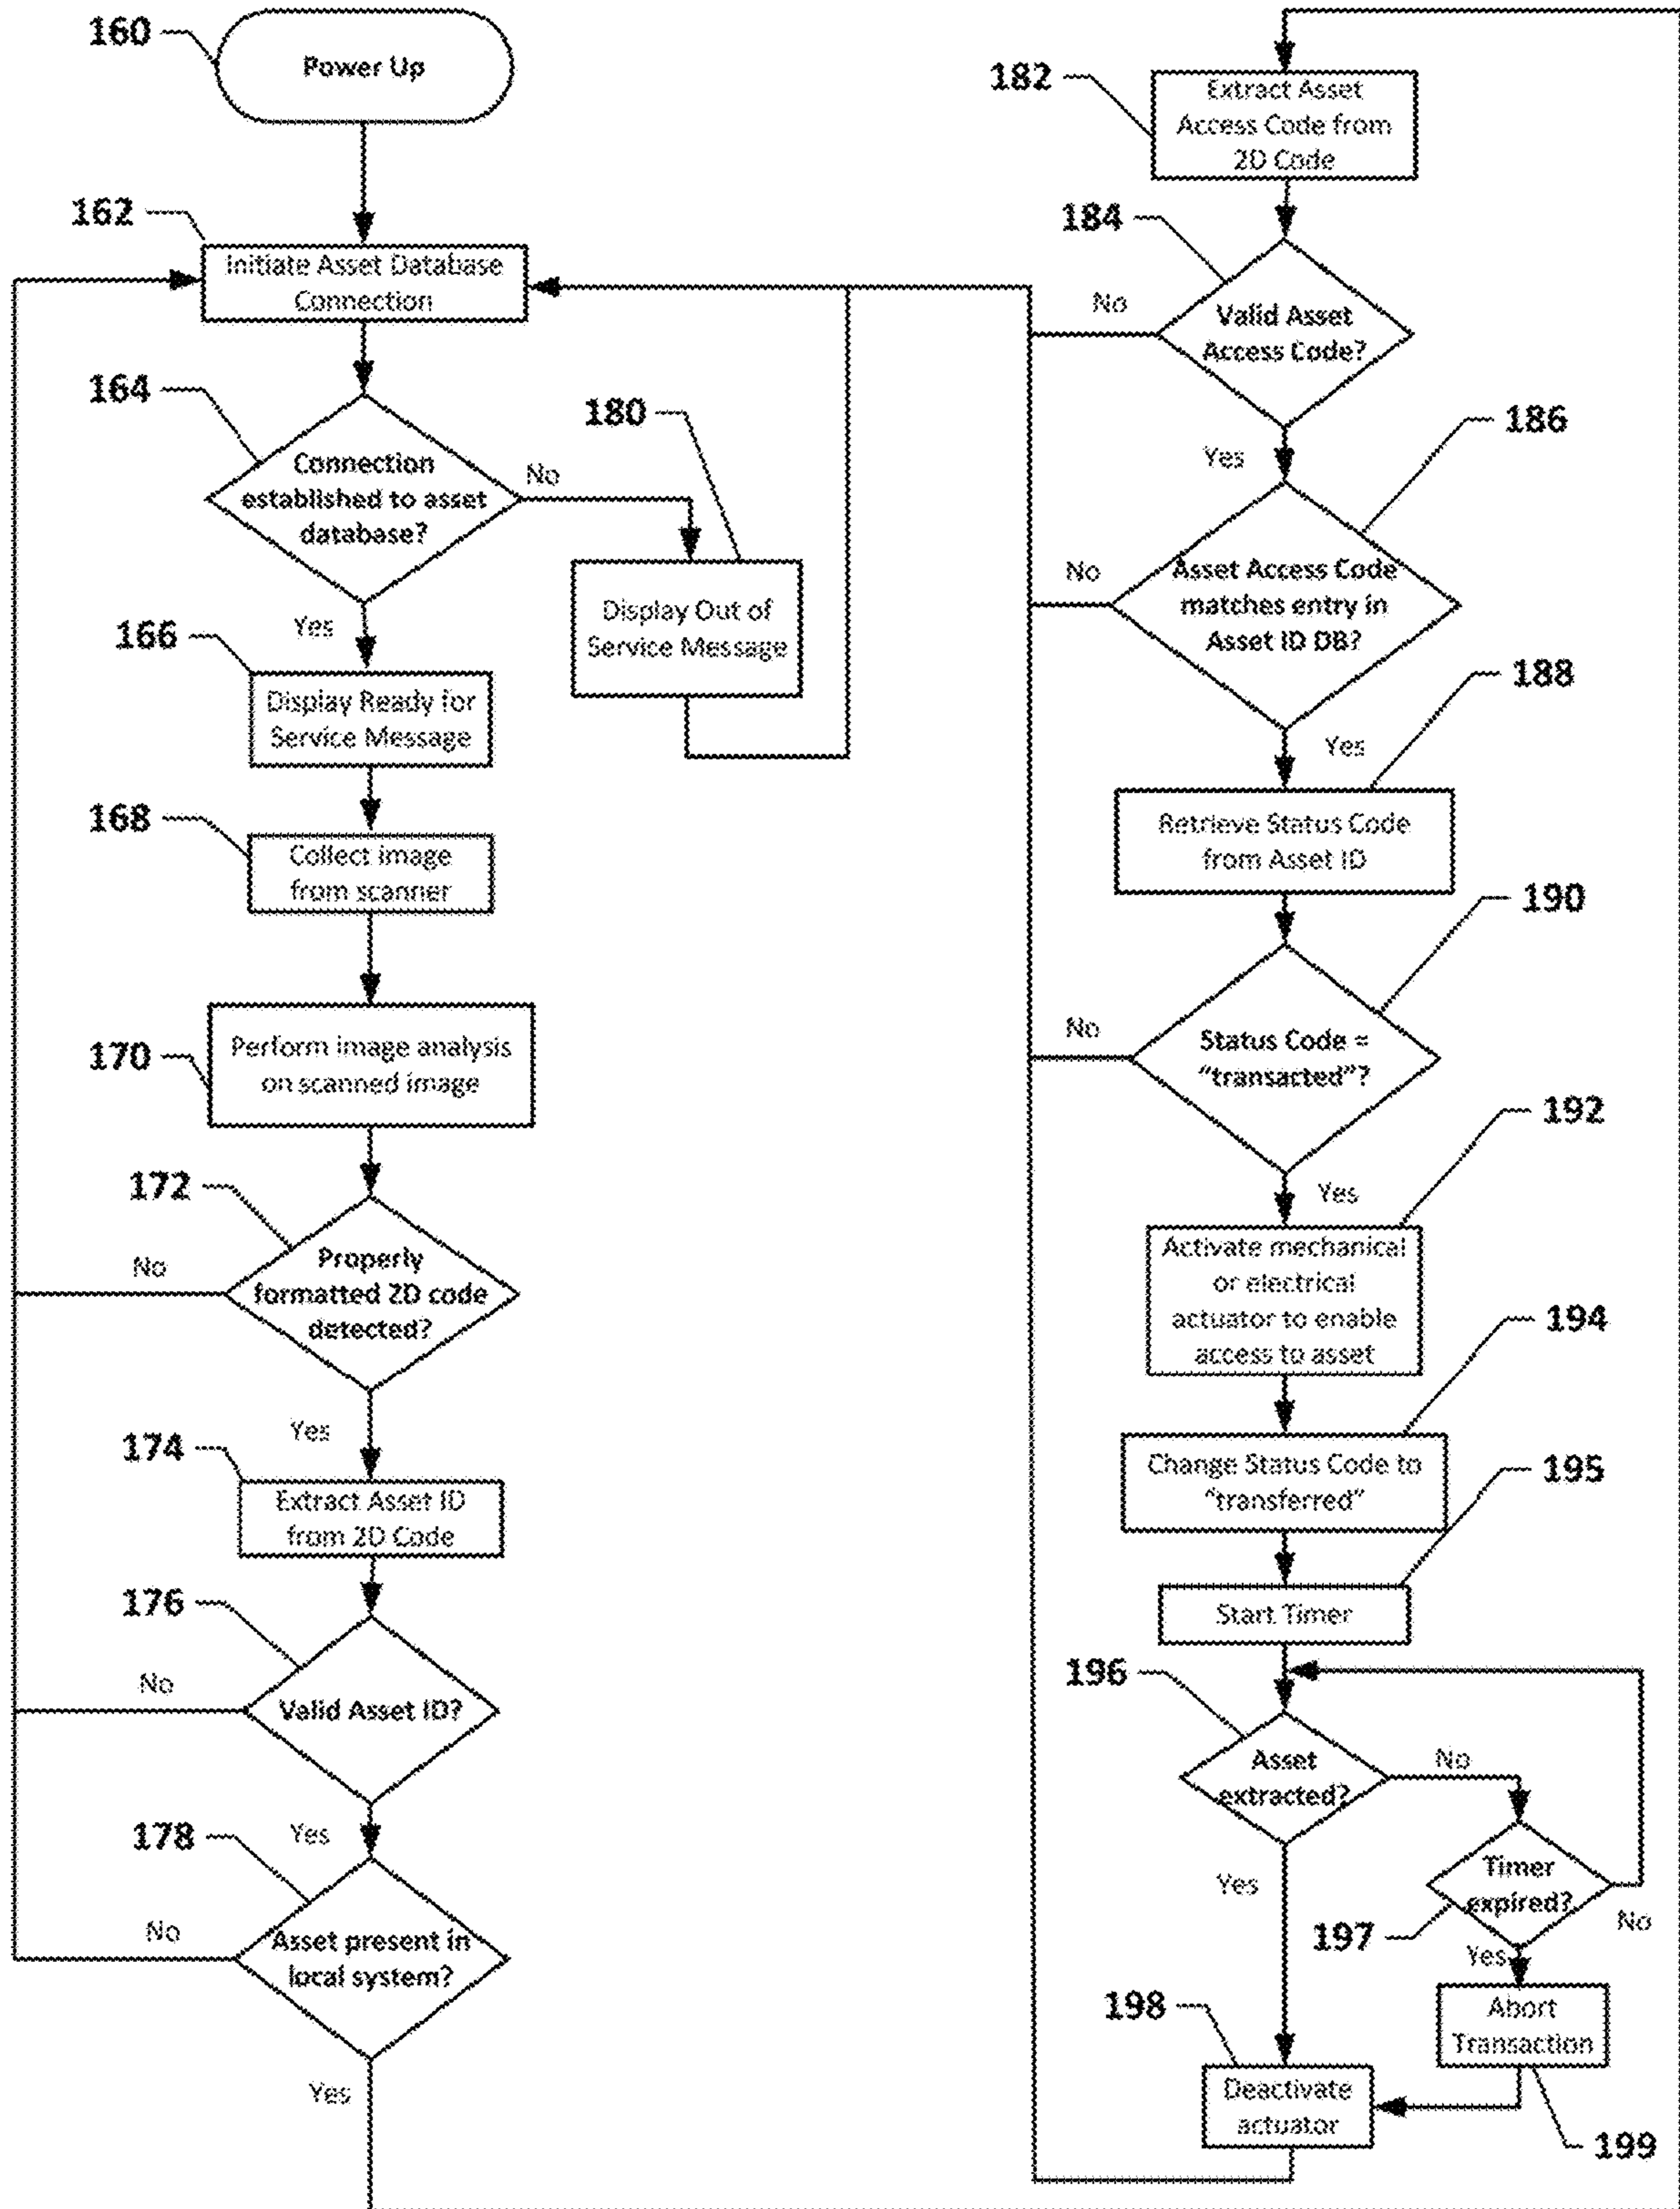 160
Power Up
162
Initiate Asset Database
Connection
164
Connection
established to asset
database?
No
180
Display Out of
Service Message
Yes
166
Display Ready for
Service Message
168
Collect image
from scanner
170
Perform image analysis
on scanned image
172
Properly
formatted 2D code
detected?
No
Yes
174
Extract Asset ID
from 2D Code
176
Valid Asset ID?
No
Yes
178
Asset present in
local system?
No
Yes
182
Extract Asset
Access Code from
2D Code
184
Valid Asset
Access Code?
No
Yes
186
Asset Access Code
matches entry in
Asset ID DB?
No
Yes
188
Retrieve Status Code
from Asset ID
190
Status Code =
“transacted”?
No
Yes
192
Activate mechanical
or electrical
actuator to enable
access to asset
194
Change Status Code to
“transferred”
195
Start Timer
196
Asset
extracted?
No
Yes
Timer
expired?
197
No
Yes
Abort
Transaction
199
198
Deactivate
actuator